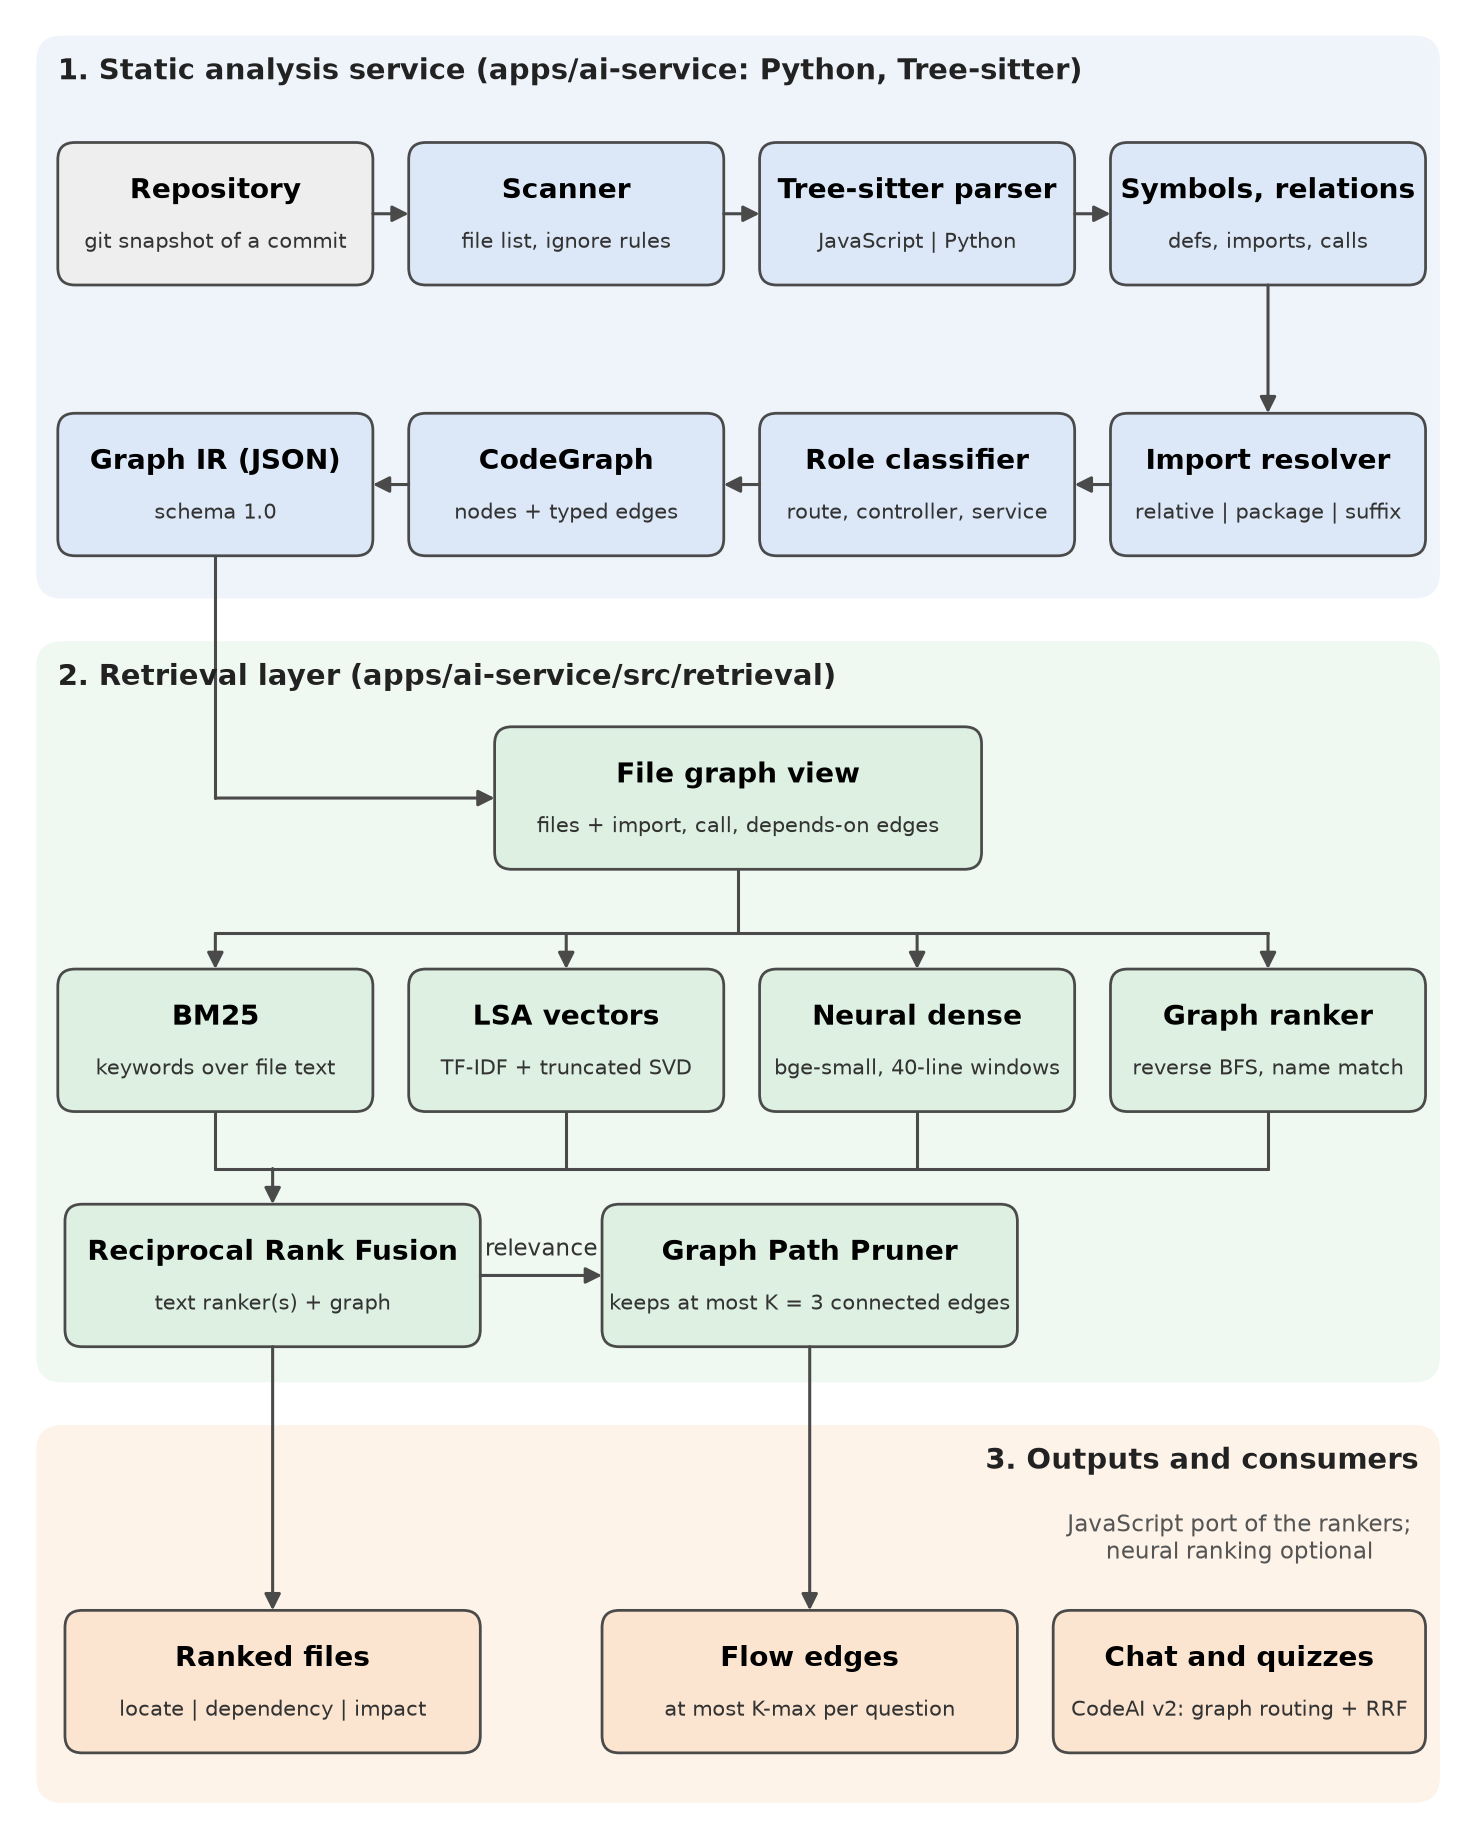 1. Static analysis service (apps/ai-service: Python, Tree-sitter)
Repository
git snapshot of a commit
Scanner
file list, ignore rules
Tree-sitter parser
JavaScript | Python
Symbols, relations
defs, imports, calls
Graph IR (JSON)
schema 1.0
CodeGraph
nodes + typed edges
Role classifier
route, controller, service
Import resolver
relative | package | suffix
2. Retrieval layer (apps/ai-service/src/retrieval)
File graph view
files + import, call, depends-on edges
BM25
keywords over file text
LSA vectors
TF-IDF + truncated SVD
Neural dense
bge-small, 40-line windows
Graph ranker
reverse BFS, name match
Reciprocal Rank Fusion
text ranker(s) + graph
relevance
Graph Path Pruner
keeps at most K = 3 connected edges
3. Outputs and consumers
JavaScript port of the rankers;
neural ranking optional
Ranked files
locate | dependency | impact
Flow edges
at most K-max per question
Chat and quizzes
CodeAI v2: graph routing + RRF